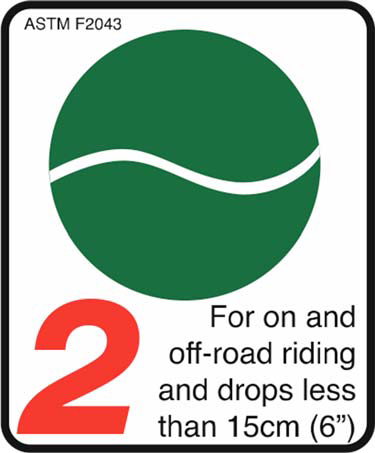 ASTM F2043
2
For on and
off-road riding
and drops less
than 15cm (6”)